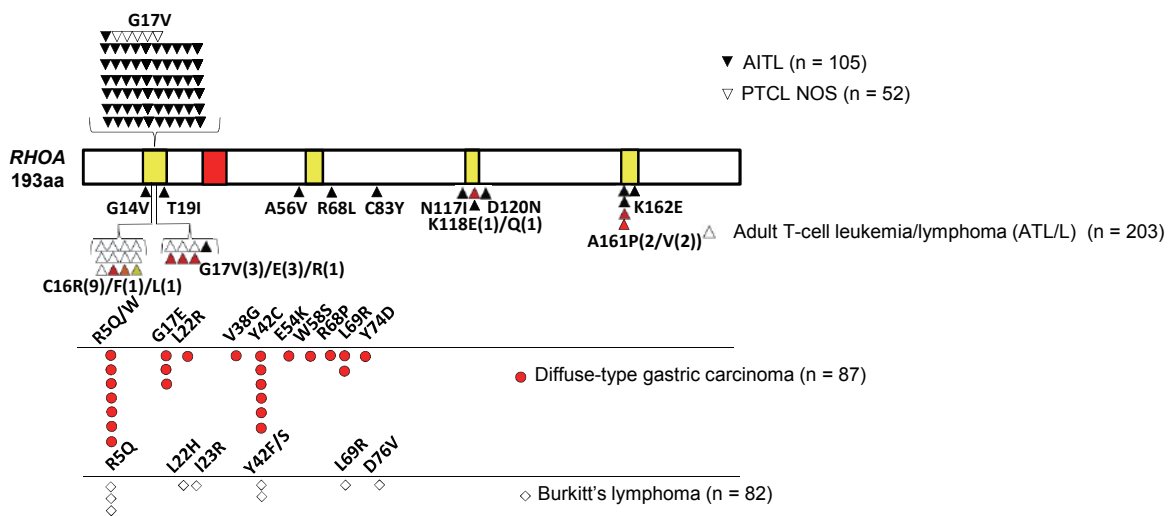 G17V
AITL (n = 105)
PTCL NOS (n = 52)
RHOA
193aa
G14V
T19I
A56V
R68L
C83Y
N117I
D120N
K118E(1)/Q(1)
K162E
A161P(2/V(2))
Adult T-cell leukemia/lymphoma (ATL/L) (n = 203)
G17V(3)/E(3)/R(1)
C16R(9)/F(1)/L(1)
R5Q/W
G17E
L22R
V38G
Y42C
E54K
W58S
R68P
L69R
Y74D
Diffuse-type gastric carcinoma (n = 87)
R5Q
L22H
I23R
Y42F/S
L69R
D76V
Burkitt's lymphoma (n = 82)